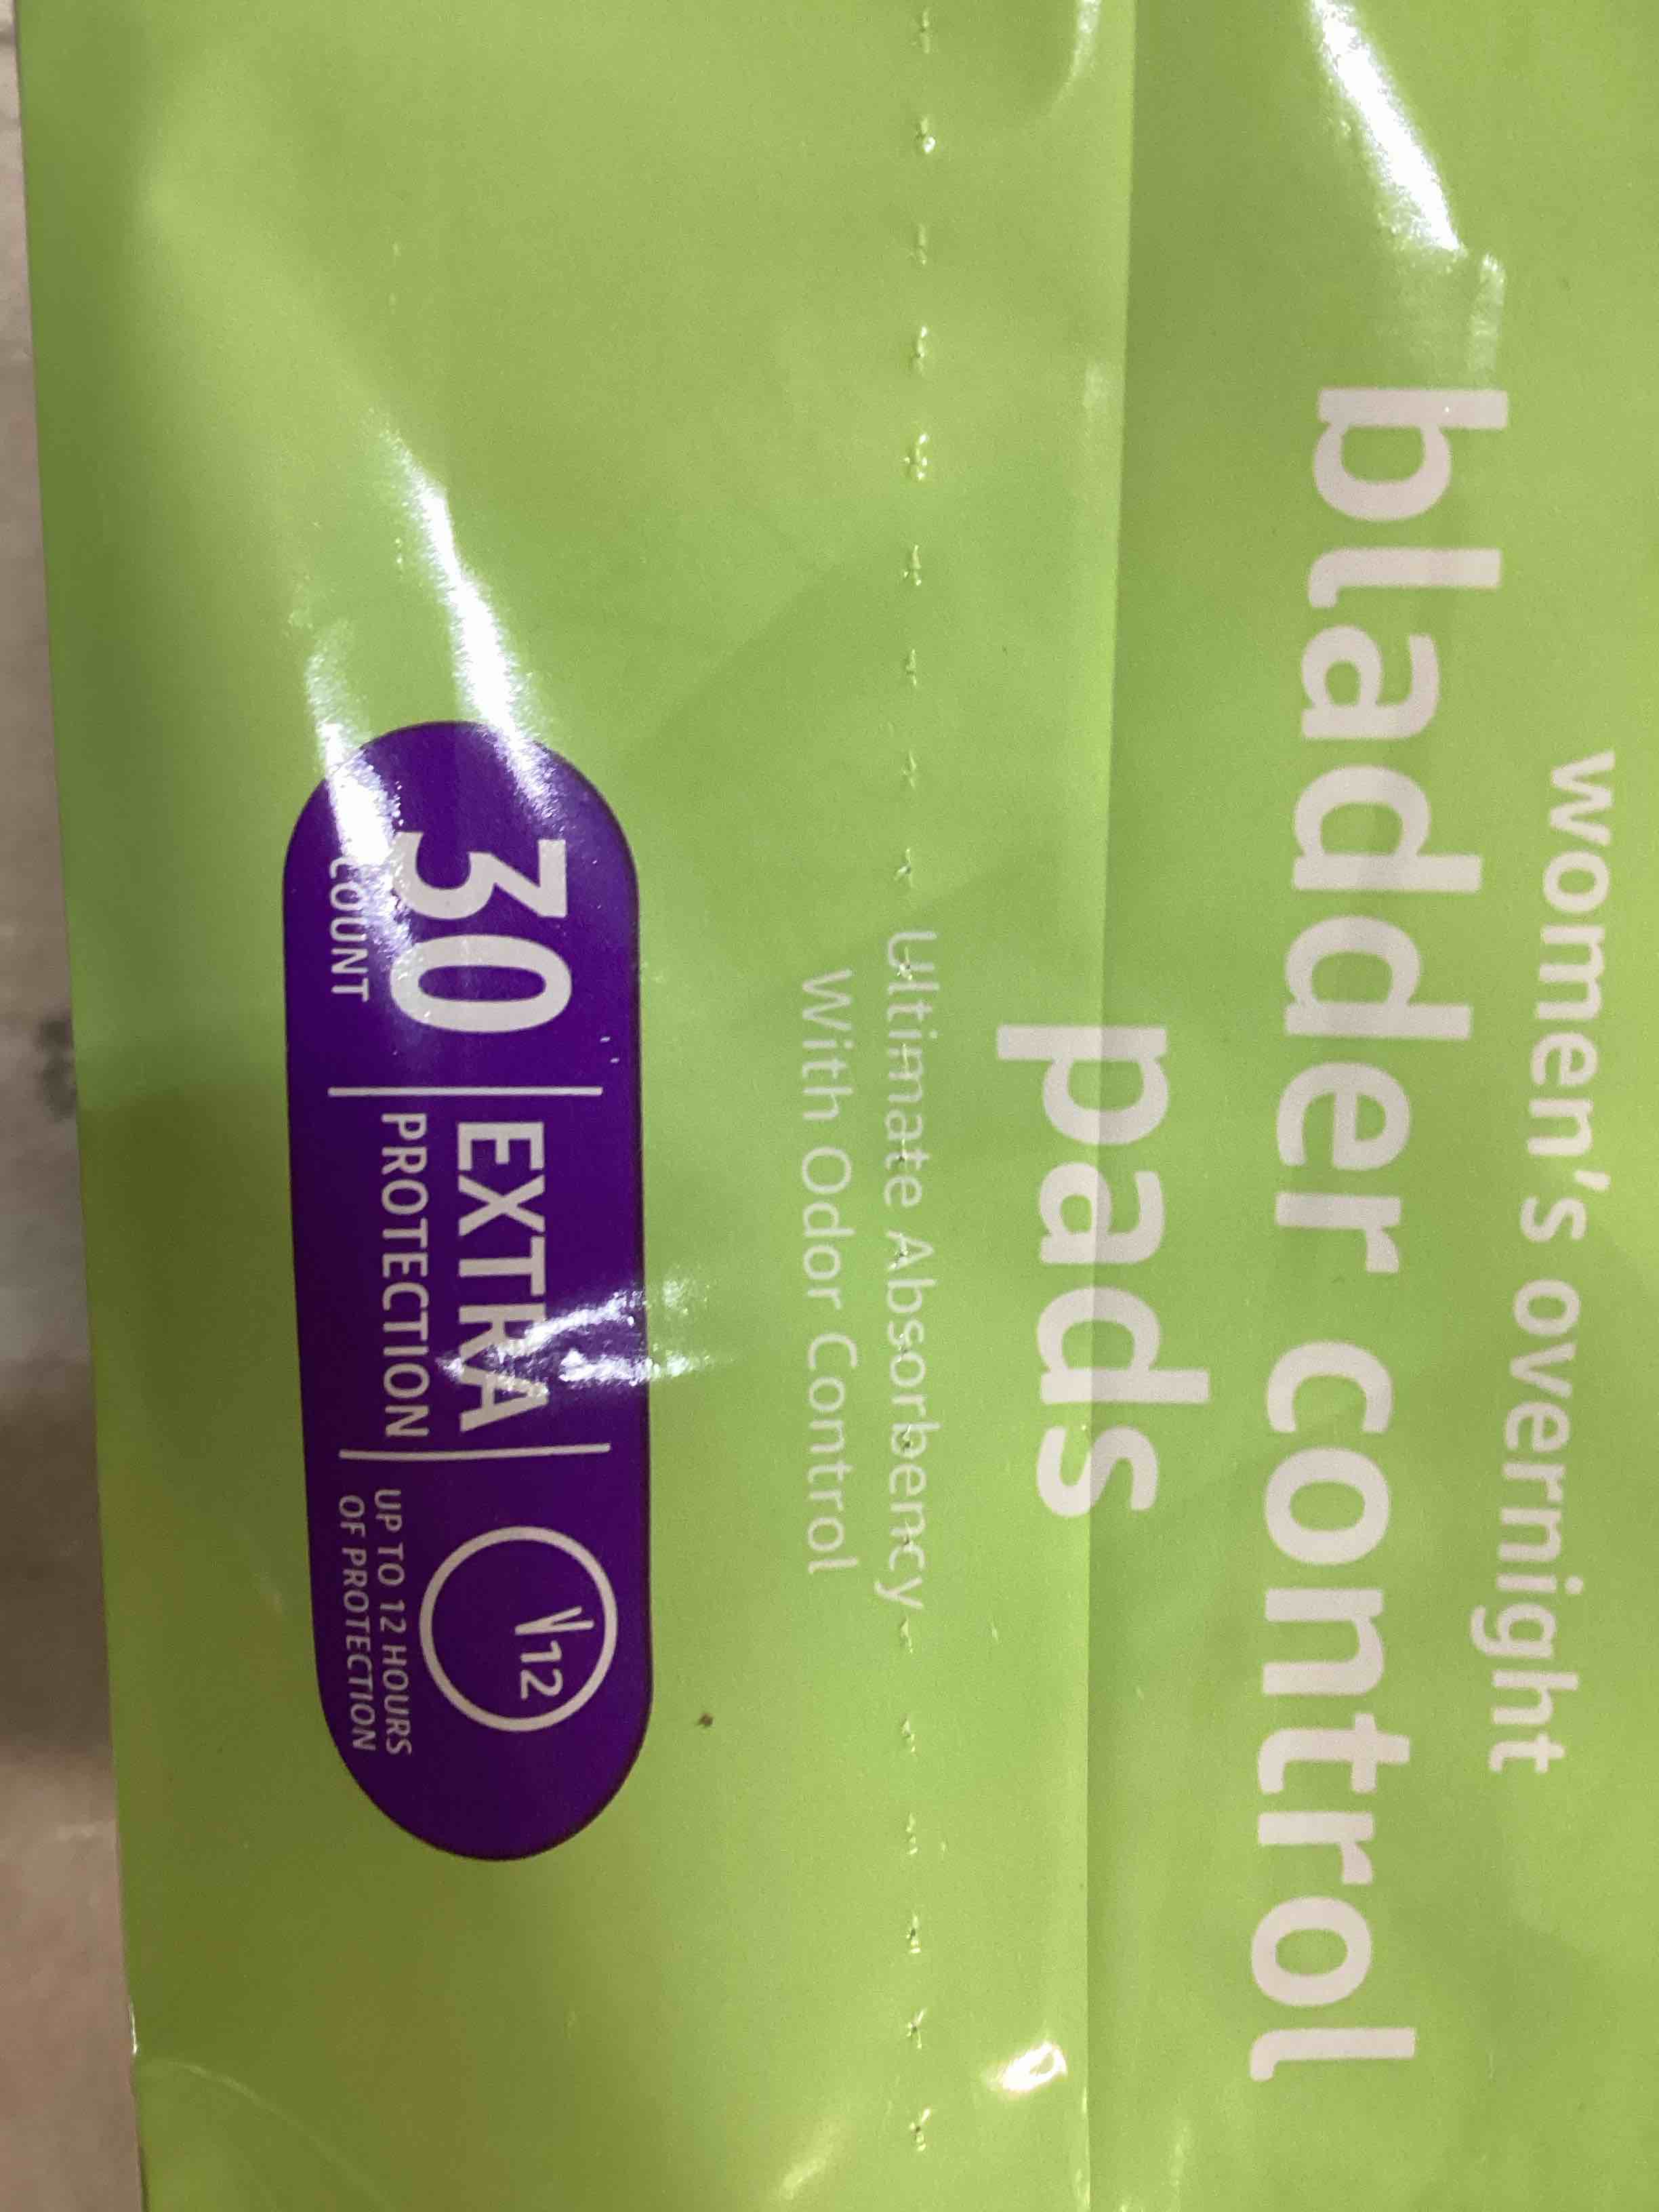 women's overnight
bladder control
pads
Ultimate Absorbency
With Odor Control
30
COUNT
EXTRA
PROTECTION
12
UP TO 12 HOURS
OF PROTECTION